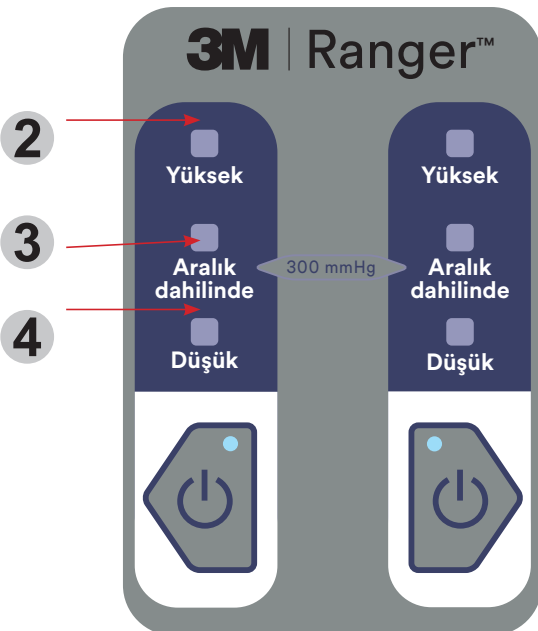 3M Ranger™
2
Yüksek
Yüksek
3
Aralık
dahilinde
300 mmHg
Aralık
dahilinde
4
Düşük
Düşük